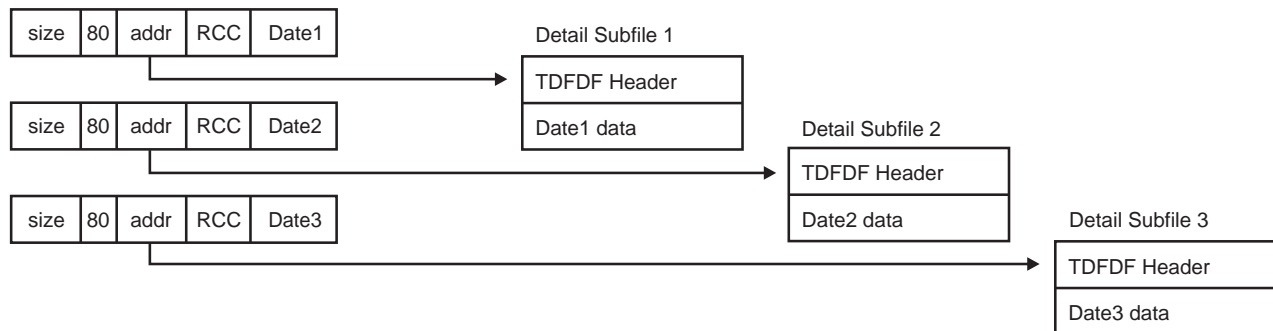 size 80 addr RCC Date1
Detail Subfile 1
TDFDF Header
Date1 data
size 80 addr RCC Date2
Detail Subfile 2
TDFDF Header
Date2 data
size 80 addr RCC Date3
Detail Subfile 3
TDFDF Header
Date3 data